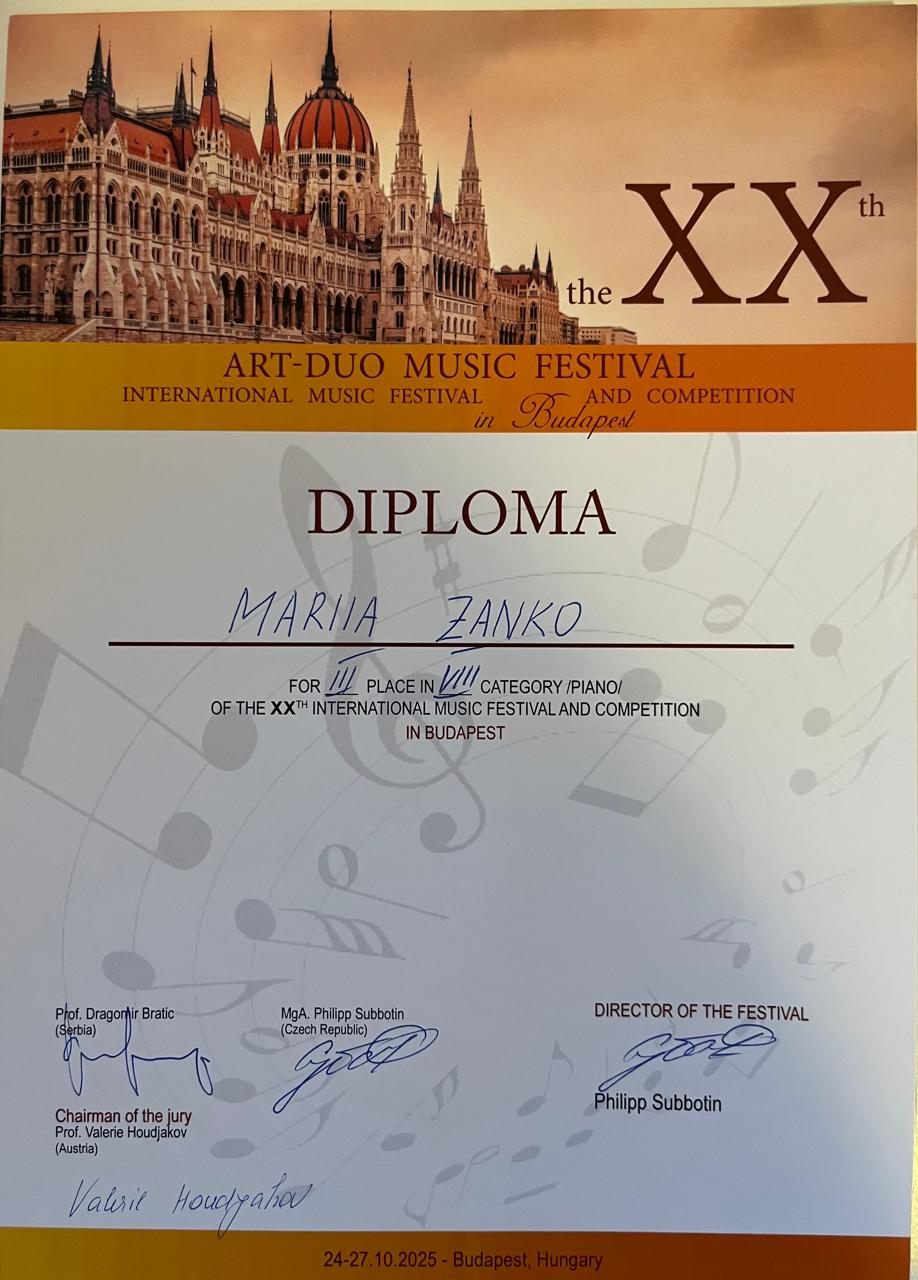 the XXth
ART-DUO MUSIC FESTIVAL
INTERNATIONAL MUSIC FESTIVAL AND COMPETITION
in Budapest
DIPLOMA
MARIIA ZANKO
FOR III PLACE IN VIII CATEGORY /PIANO/
OF THE XXTH INTERNATIONAL MUSIC FESTIVAL AND COMPETITION
IN BUDAPEST
Prof. Dragomir Bratic
(Serbia)
MgA. Philipp Subbotin
(Czech Republic)
DIRECTOR OF THE FESTIVAL
Philipp Subbotin
Chairman of the jury
Prof. Valerie Houdjakov
(Austria)
Valerie Houdjakov
24-27.10.2025 - Budapest, Hungary